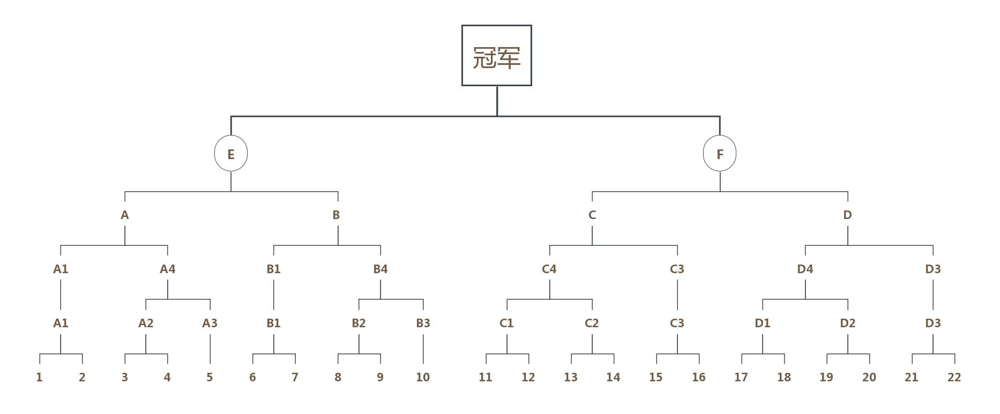 冠军
E F
A B C D
A1 A4 B1 B4 C4 C3 D4 D3
A1 A2 A3 B1 B2 B3 C1 C2 C3 D1 D2 D3
1 2 3 4 5 6 7 8 9 10 11 12 13 14 15 16 17 18 19 20 21 22